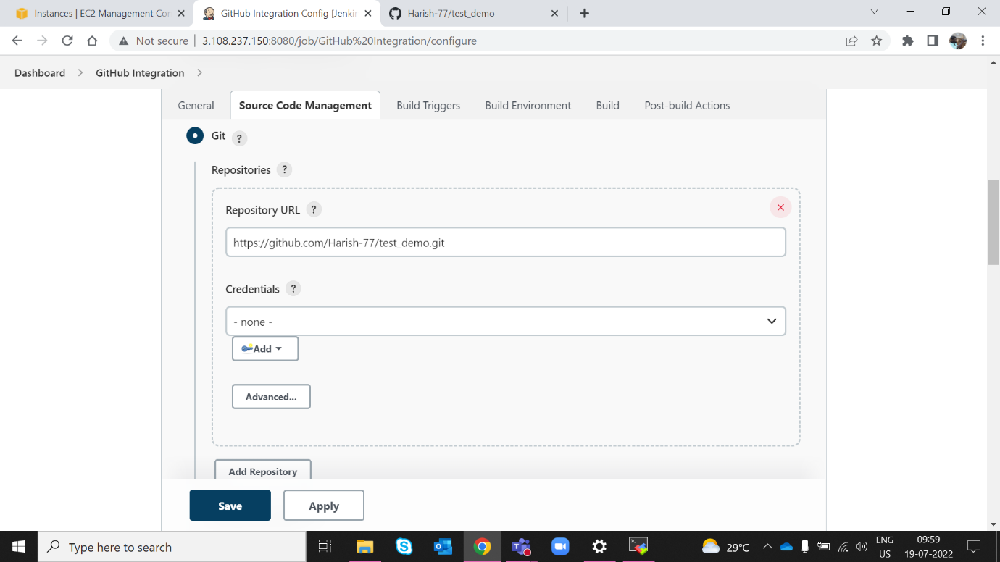 Instances | EC2 Management Con
GitHub Integration Config [Jenkin
Harish-77/test_demo
Not secure
3.108.237.150:8080/job/GitHub%20Integration/configure
Dashboard
GitHub Integration
General
Source Code Management
Build Triggers
Build Environment
Build
Post-build Actions
Git ?
Repositories ?
Repository URL ?
https://github.com/Harish-77/test_demo.git
Credentials ?
- none -
Add
Advanced...
Add Repository
Save
Apply
Type here to search
29°C
ENG
US
09:59
19-07-2022